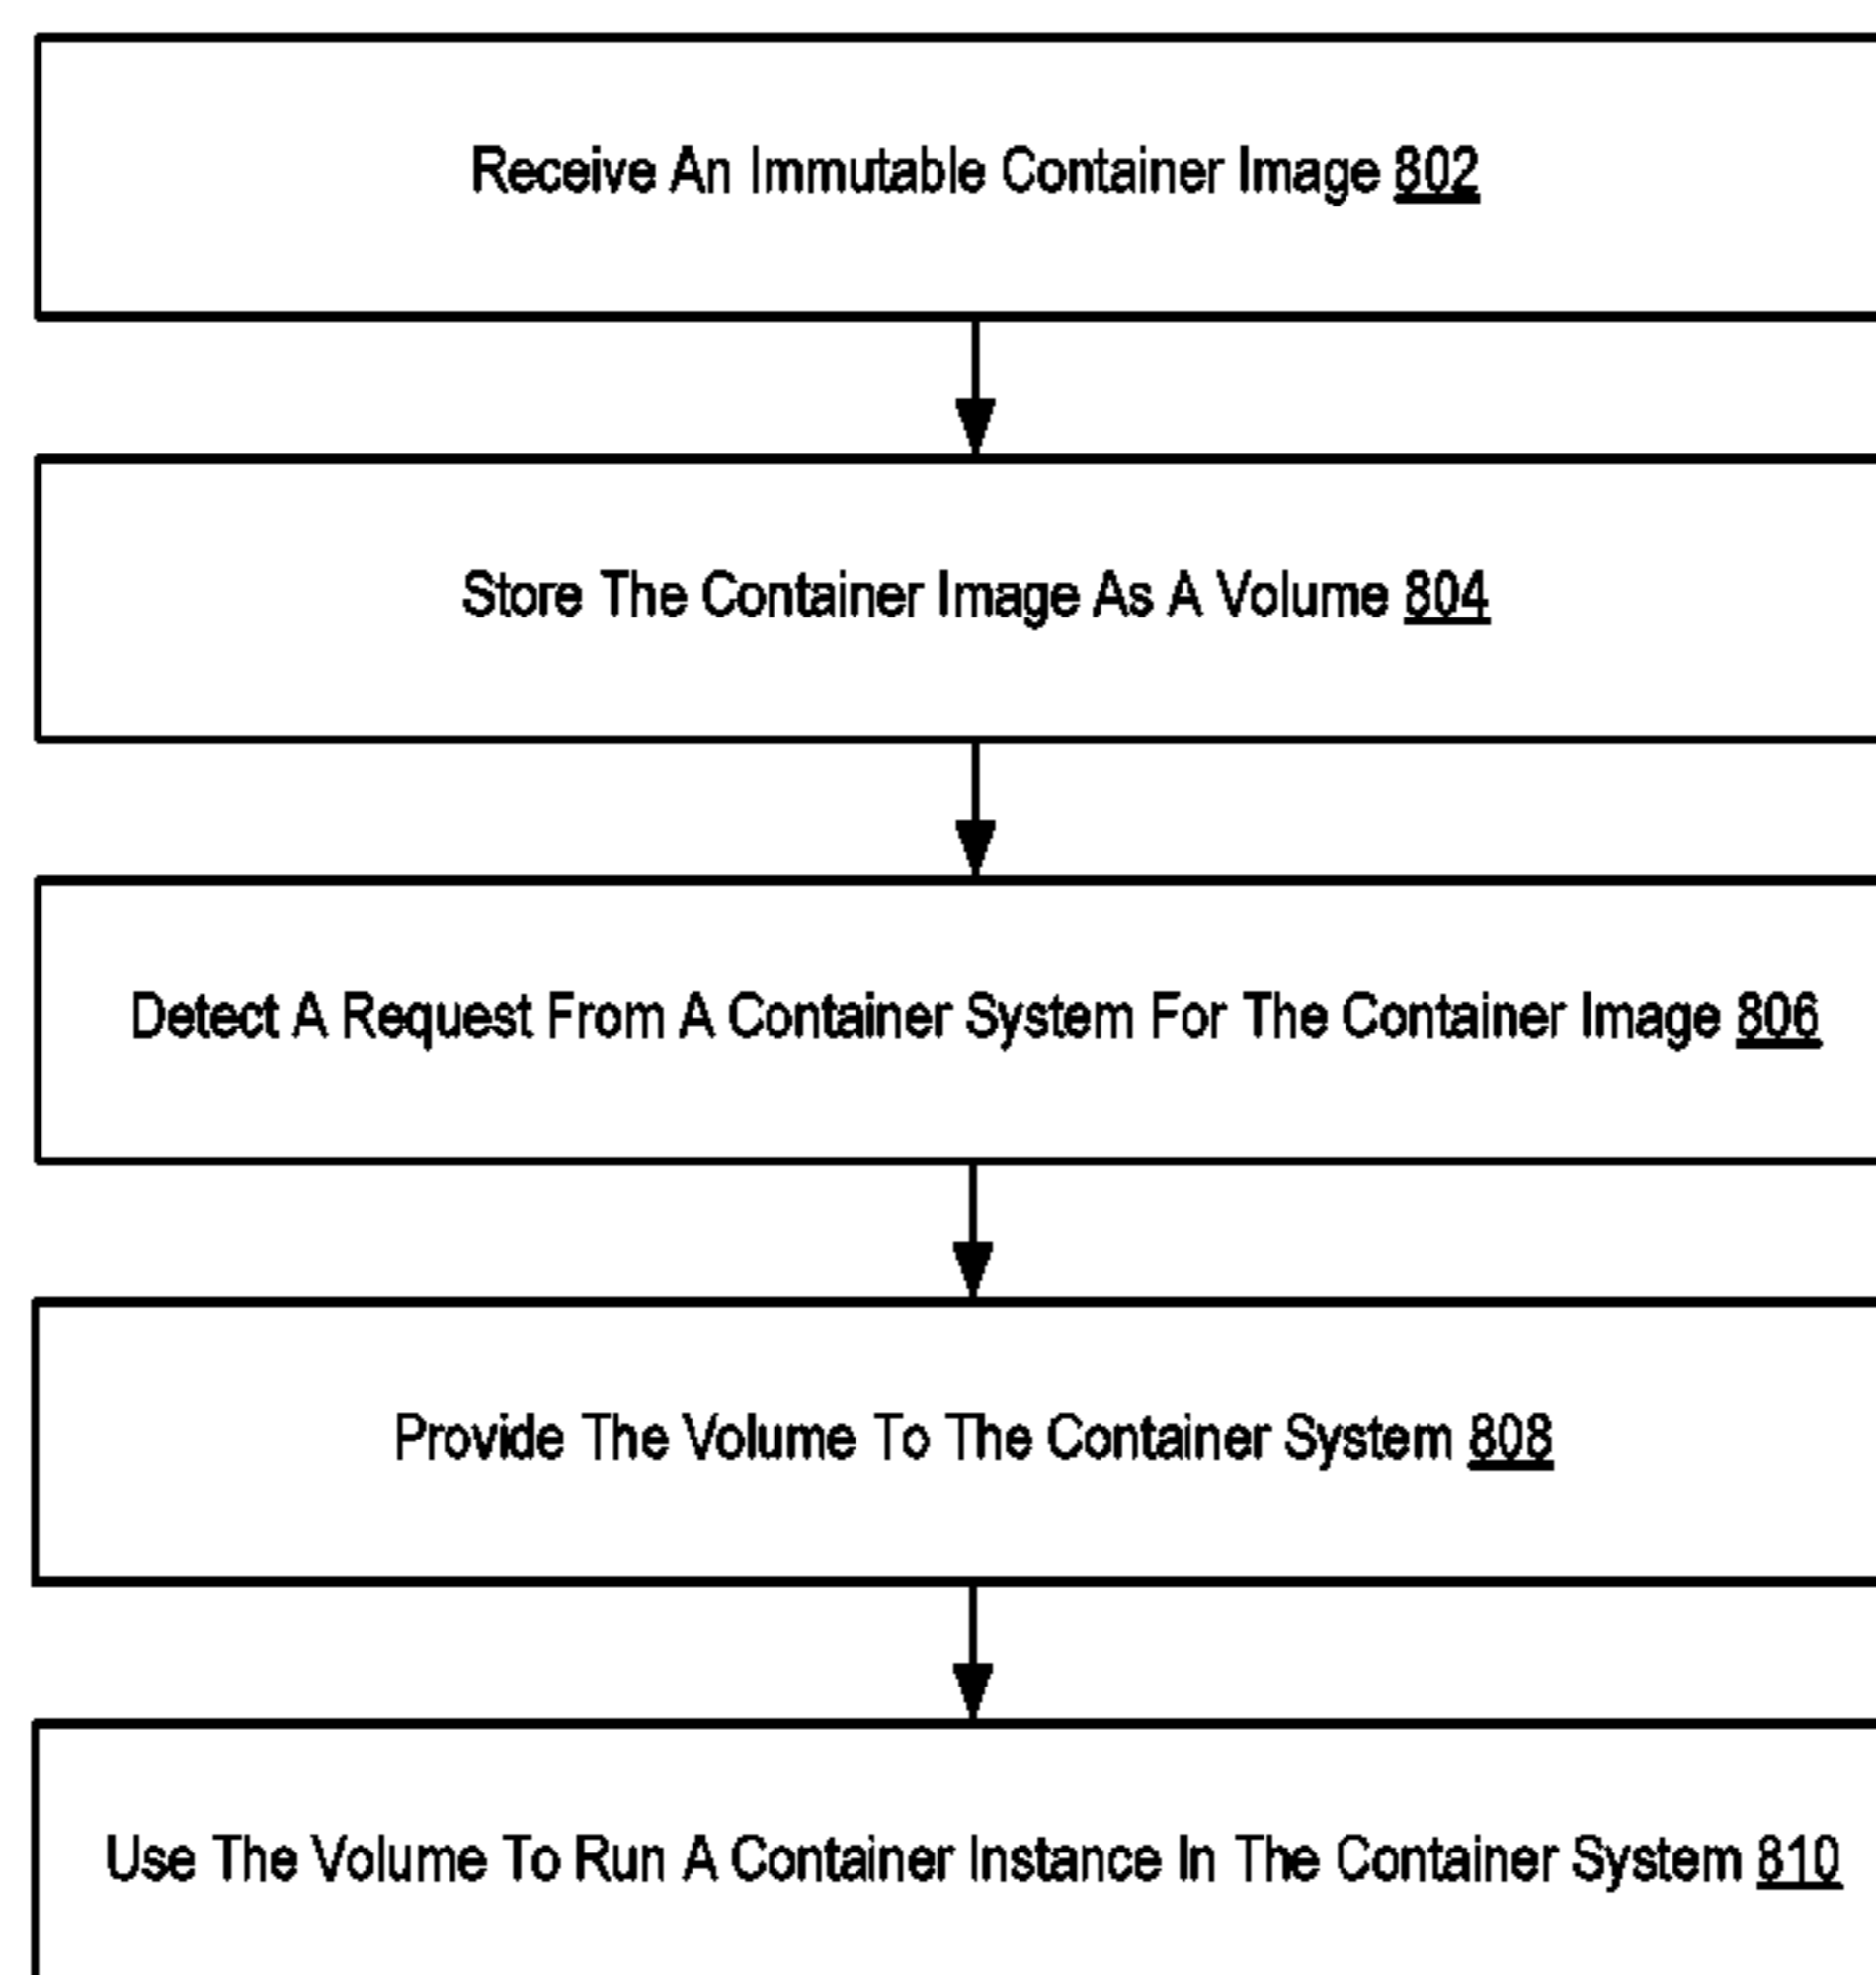 Receive An Immutable Container Image 802
Store The Container Image As A Volume 804
Detect A Request From A Container System For The Container Image 806
Provide The Volume To The Container System 808
Use The Volume To Run A Container Instance In The Container System 810